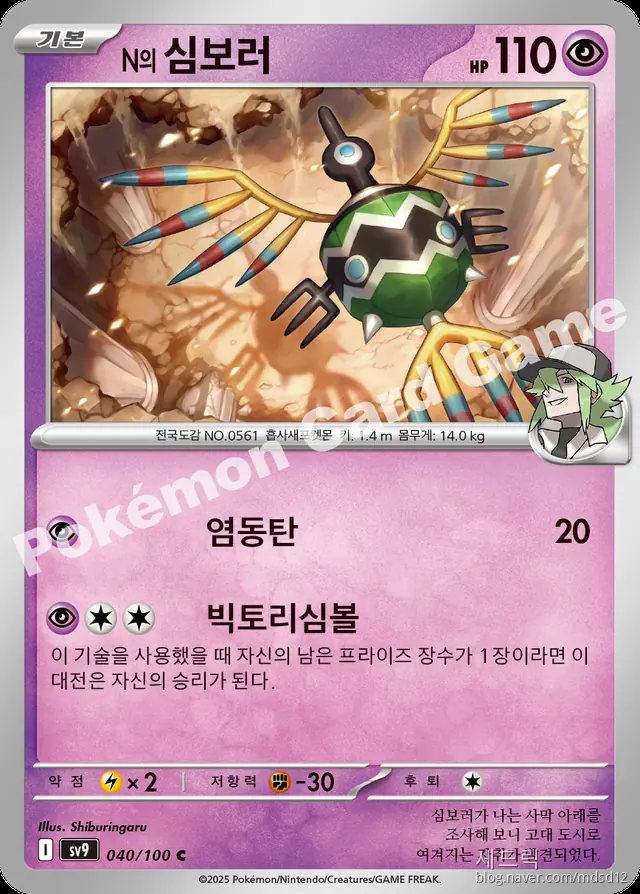 기본
N의 심보러
HP 110
전국도감 NO.0561 흡사새포켓몬 키: 1.4 m 몸무게: 14.0 kg
염동탄 20
빅토리심볼
이 기술을 사용했을 때 자신의 남은 프라이즈 장수가 1장이라면 이
대전은 자신의 승리가 된다.
약점 ×2 저항력 -30 후퇴
Illus. Shiburingaru
심보러가 나는 사막 아래를
조사해 보니 고대 도시로
여겨지는 발견되었다.
I sv9 040/100 C
©2025 Pokémon/Nintendo/Creatures/GAME FREAK.
Pokémon Card Game
세드릭
blog.naver.com/mdsd12